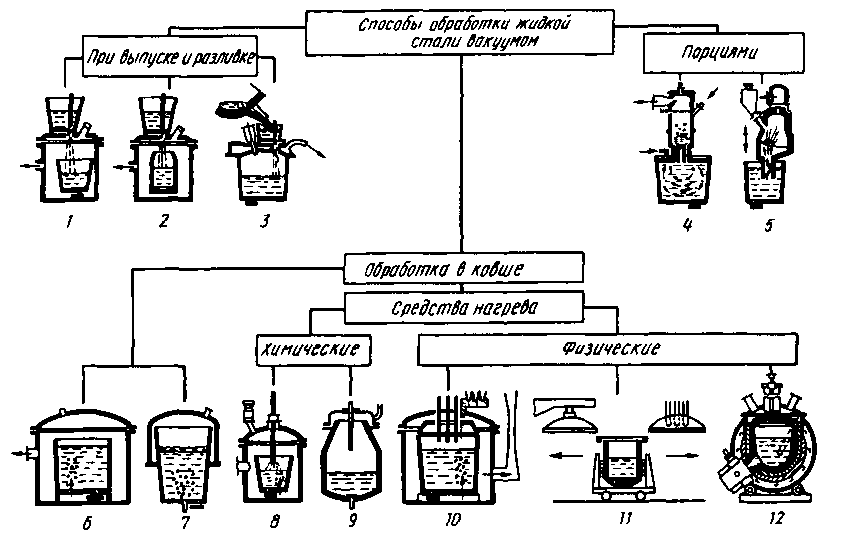 Способы обработки жидкой
стали вакуумом
При выпуске и разливке
Порциями
1 2 3 4 5
Обработка в ковше
Средства нагрева
Химические
Физические
6 7 8 9 10 11 12